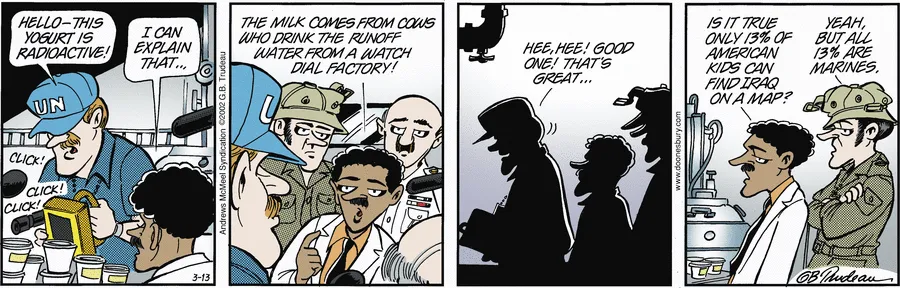 HELLO-THIS
YOGURT IS
RADIOACTIVE!
I CAN
EXPLAIN
THAT...
UN
CLICK!
CLICK!
CLICK!
3-13
Andrews McMeel Syndication ©2002 G.B. Trudeau
THE MILK COMES FROM COWS
WHO DRINK THE RUNOFF
WATER FROM A WATCH
DIAL FACTORY!
U
HEE, HEE! GOOD
ONE! THAT'S
GREAT...
www.doonesbury.com
IS IT TRUE
ONLY 13% OF
AMERICAN
KIDS CAN
FIND IRAQ
ON A MAP?
YEAH,
BUT ALL
13% ARE
MARINES.
GB Trudeau